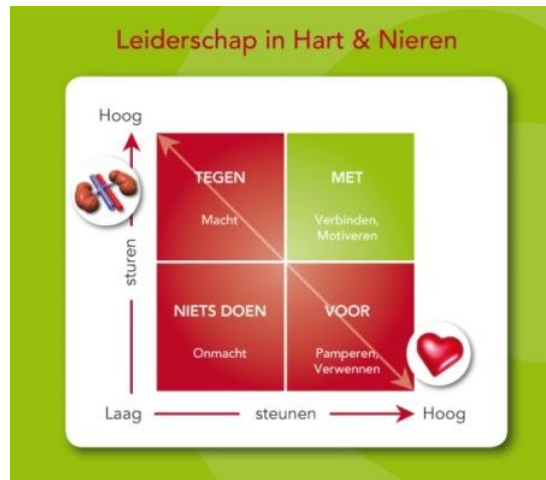 Leiderschap in Hart & Nieren
Hoog
TEGEN
MET
Macht
Verbinden,
Motiveren
sturen
NIETS DOEN
VOOR
Onmacht
Pamperen,
Verwennen
Laag
steunen
Hoog